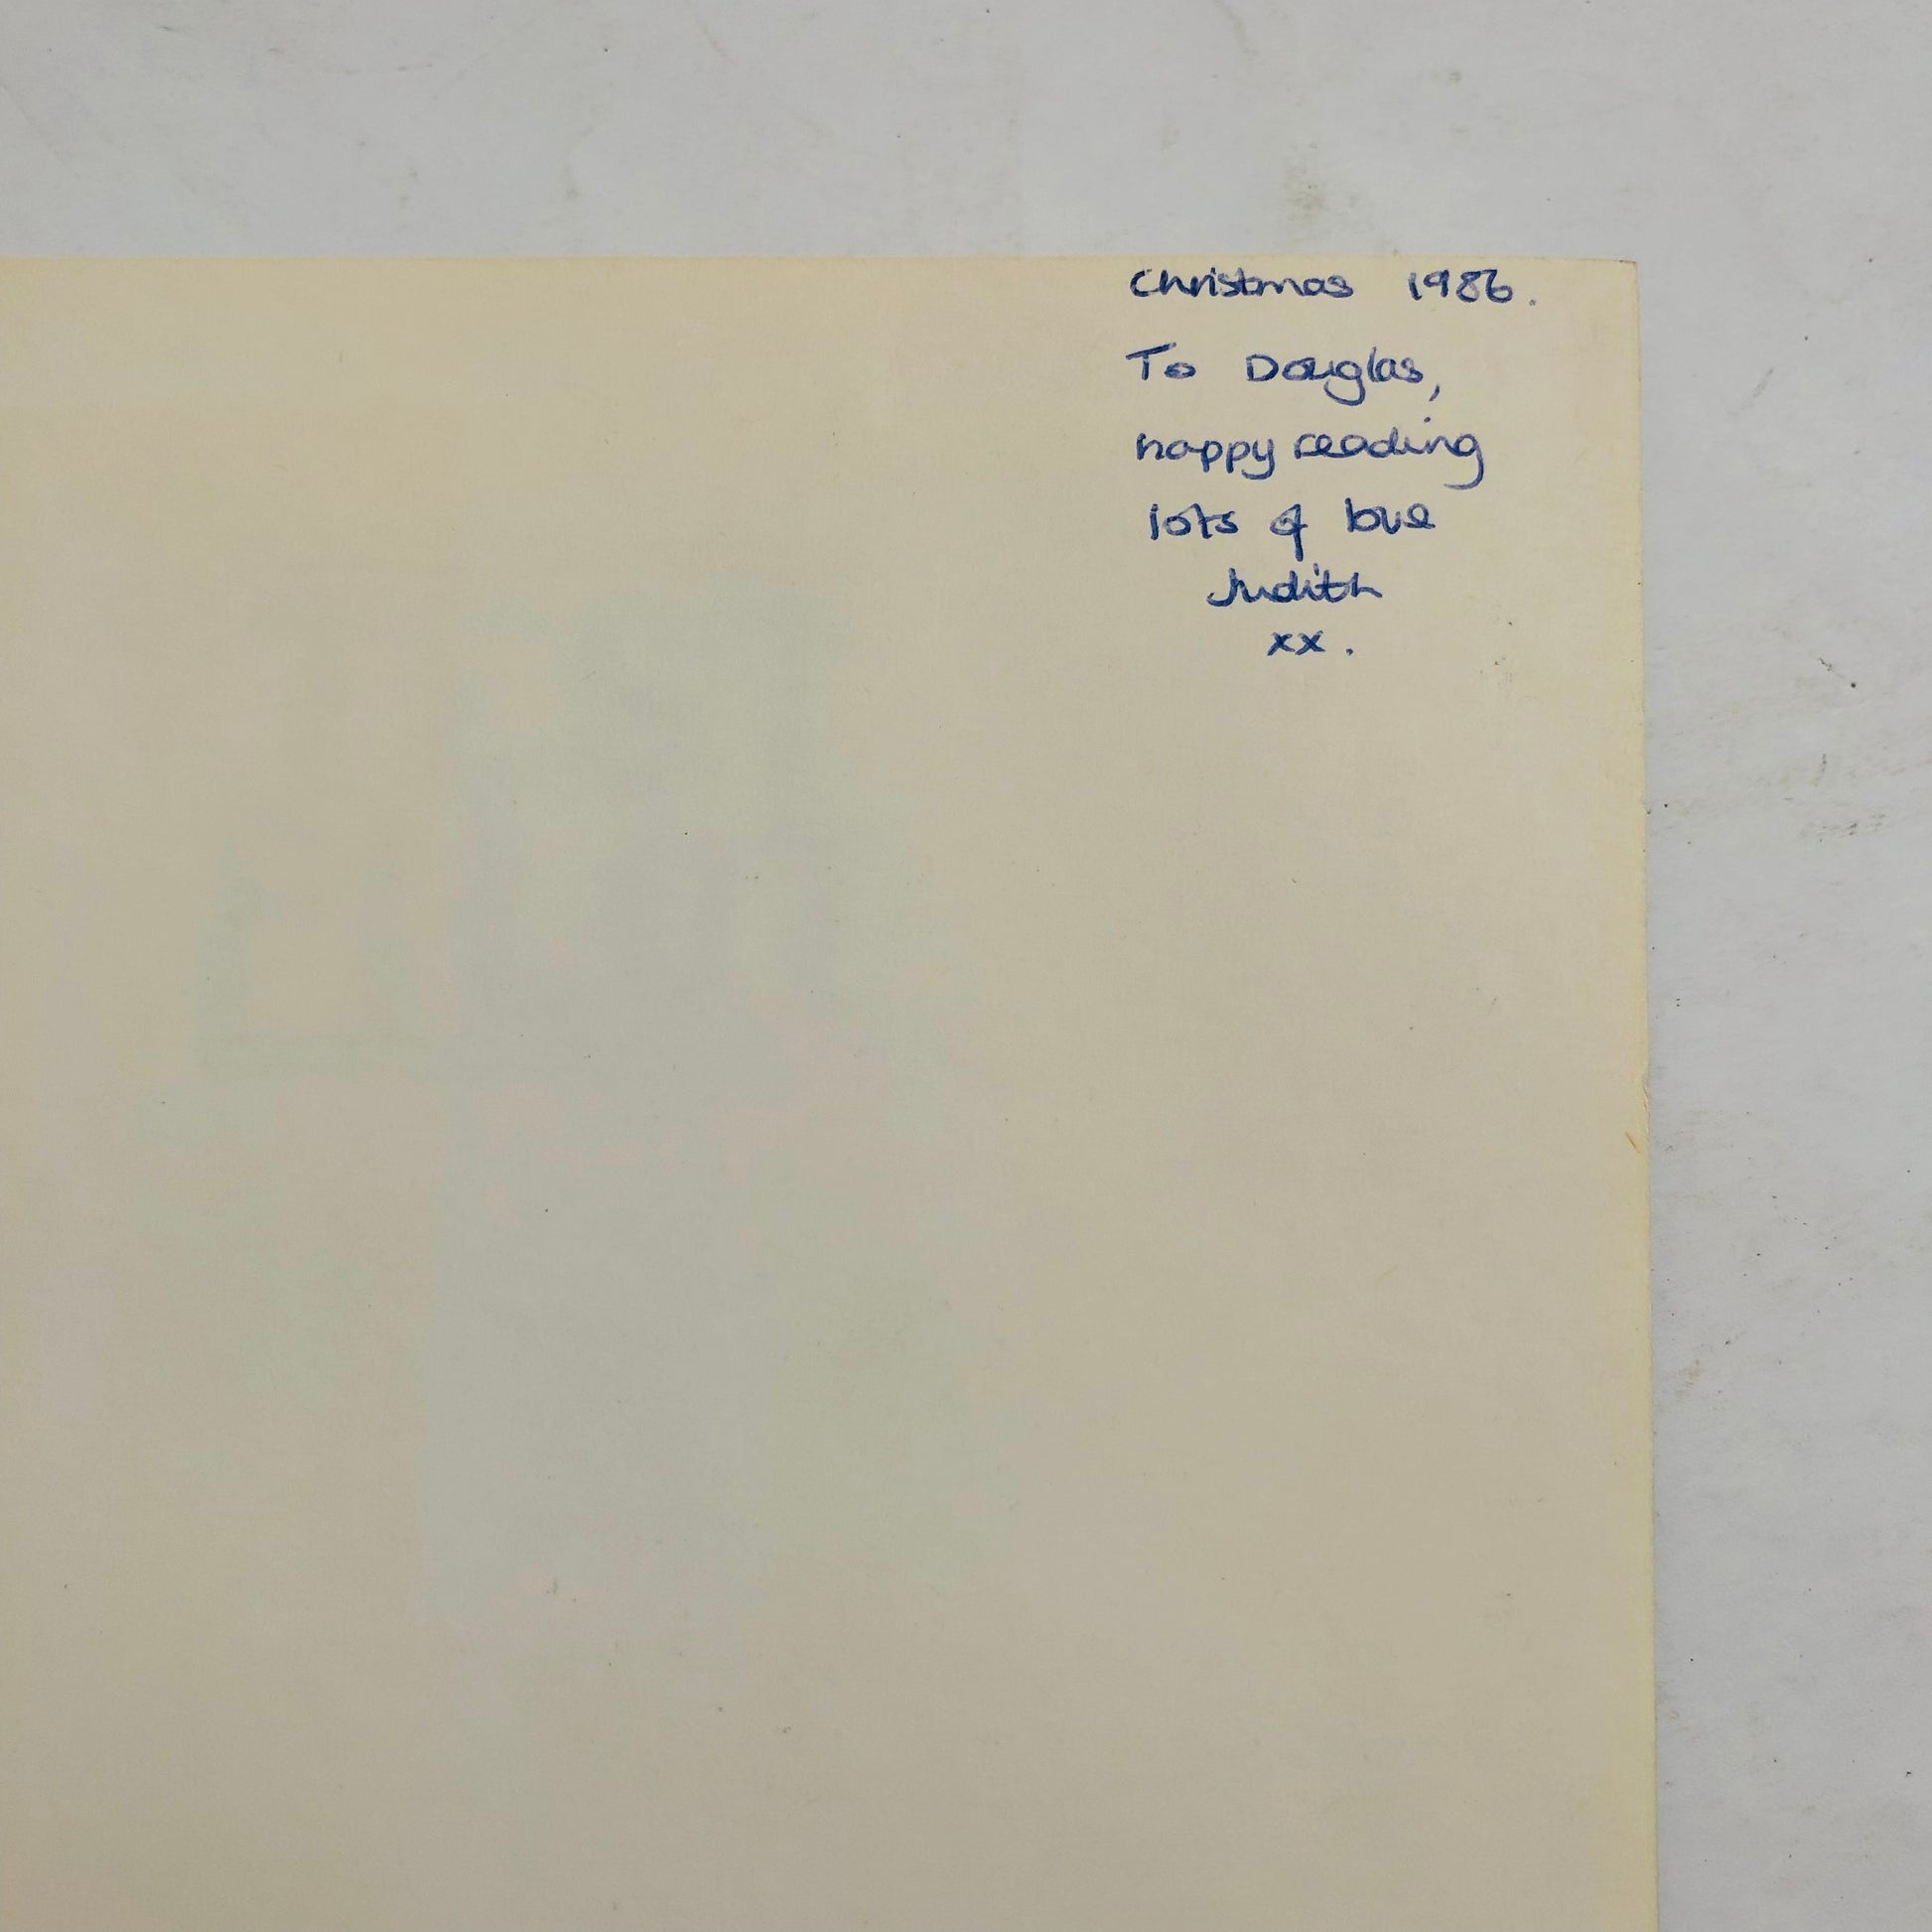 Christmas 1986.
To Douglas,
happy reading
lots of love
Judith
xx.